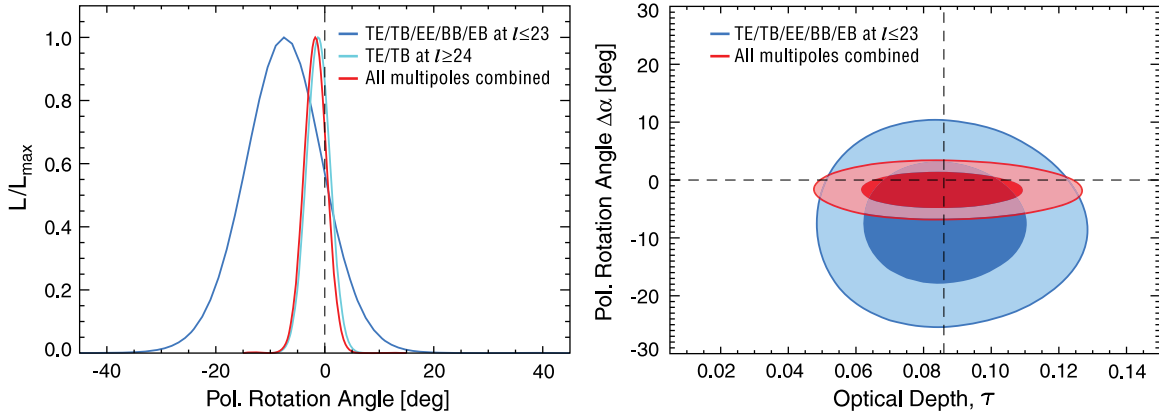 TE/TB/EE/BB/EB at l≤23
TE/TB at l≥24
All multipoles combined
L/Lmax
1.0
0.8
0.6
0.4
0.2
0.0
-40 -20 0 20 40
Pol. Rotation Angle [deg]
TE/TB/EE/BB/EB at l≤23
All multipoles combined
Pol. Rotation Angle Δα [deg]
30
20
10
0
-10
-20
-30
0.02 0.04 0.06 0.08 0.10 0.12 0.14
Optical Depth, τ